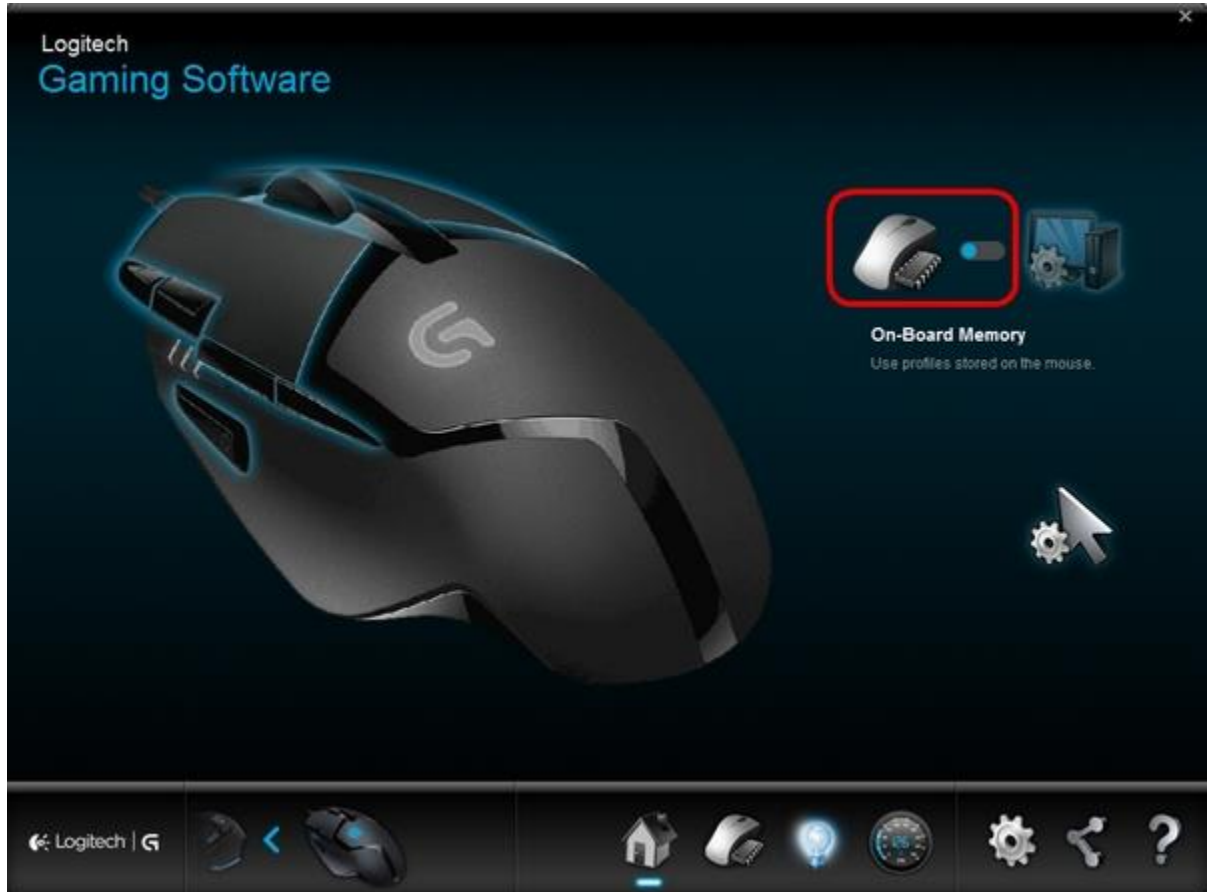 Logitech
Gaming Software
On-Board Memory
Use profiles stored on the mouse.
Logitech | G
?